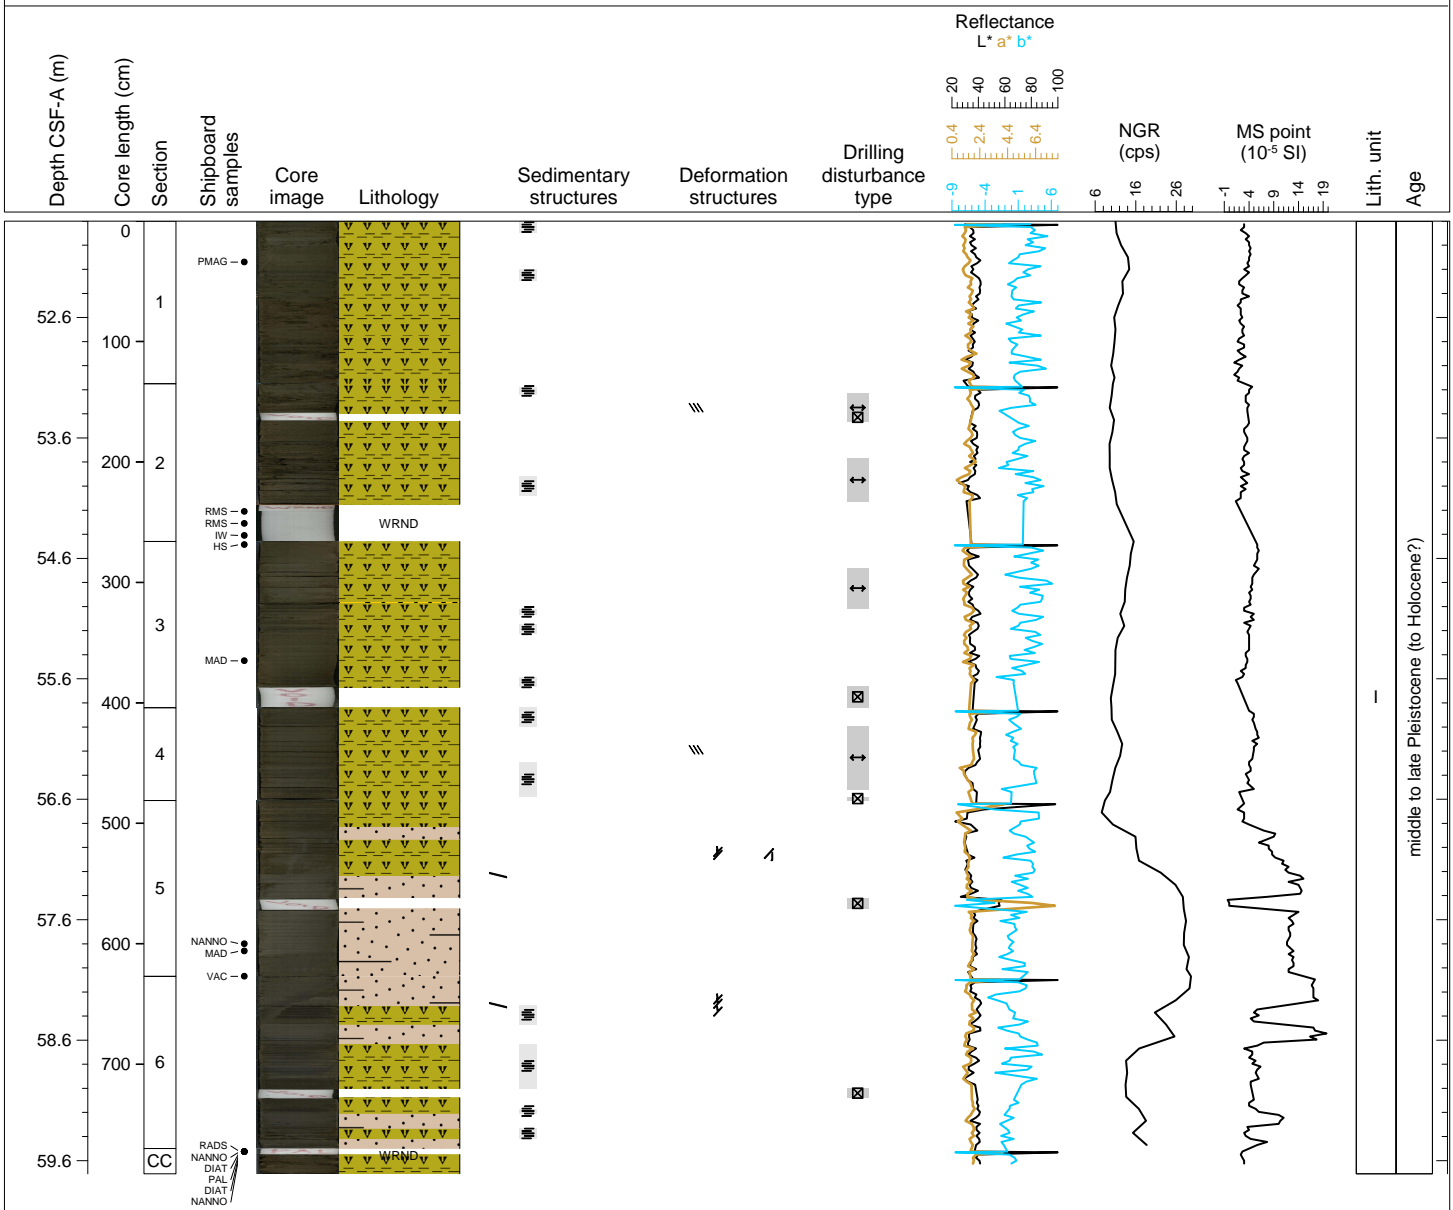 Depth CSF-A (m)
Core length (cm)
Section
Shipboard
samples
Core
image
Lithology
Sedimentary
structures
Deformation
structures
Drilling
disturbance
type
Reflectance
L* a* b*
20 40 60 80 100
0.4 2.4 4.4 6.4
-9 -4 1 6
NGR
(cps)
6 16 26
MS point
(10-5 SI)
-1 4 9 14 19
Lith. unit
Age
0
PMAG
1
52.6
100
53.6
200
2
RMS
RMS
IW
HS
WRND
54.6
300
3
MAD
55.6
400
4
56.6
500
5
57.6
600
NANNO
MAD
VAC
58.6
700
6
RADS
NANNO
DIAT
PAL
DIAT
NANNO
WRND
59.6
CC
I
middle to late Pleistocene (to Holocene?)